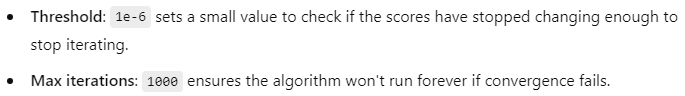 • Threshold: 1e-6 sets a small value to check if the scores have stopped changing enough to
stop iterating.
• Max iterations: 1000 ensures the algorithm won't run forever if convergence fails.